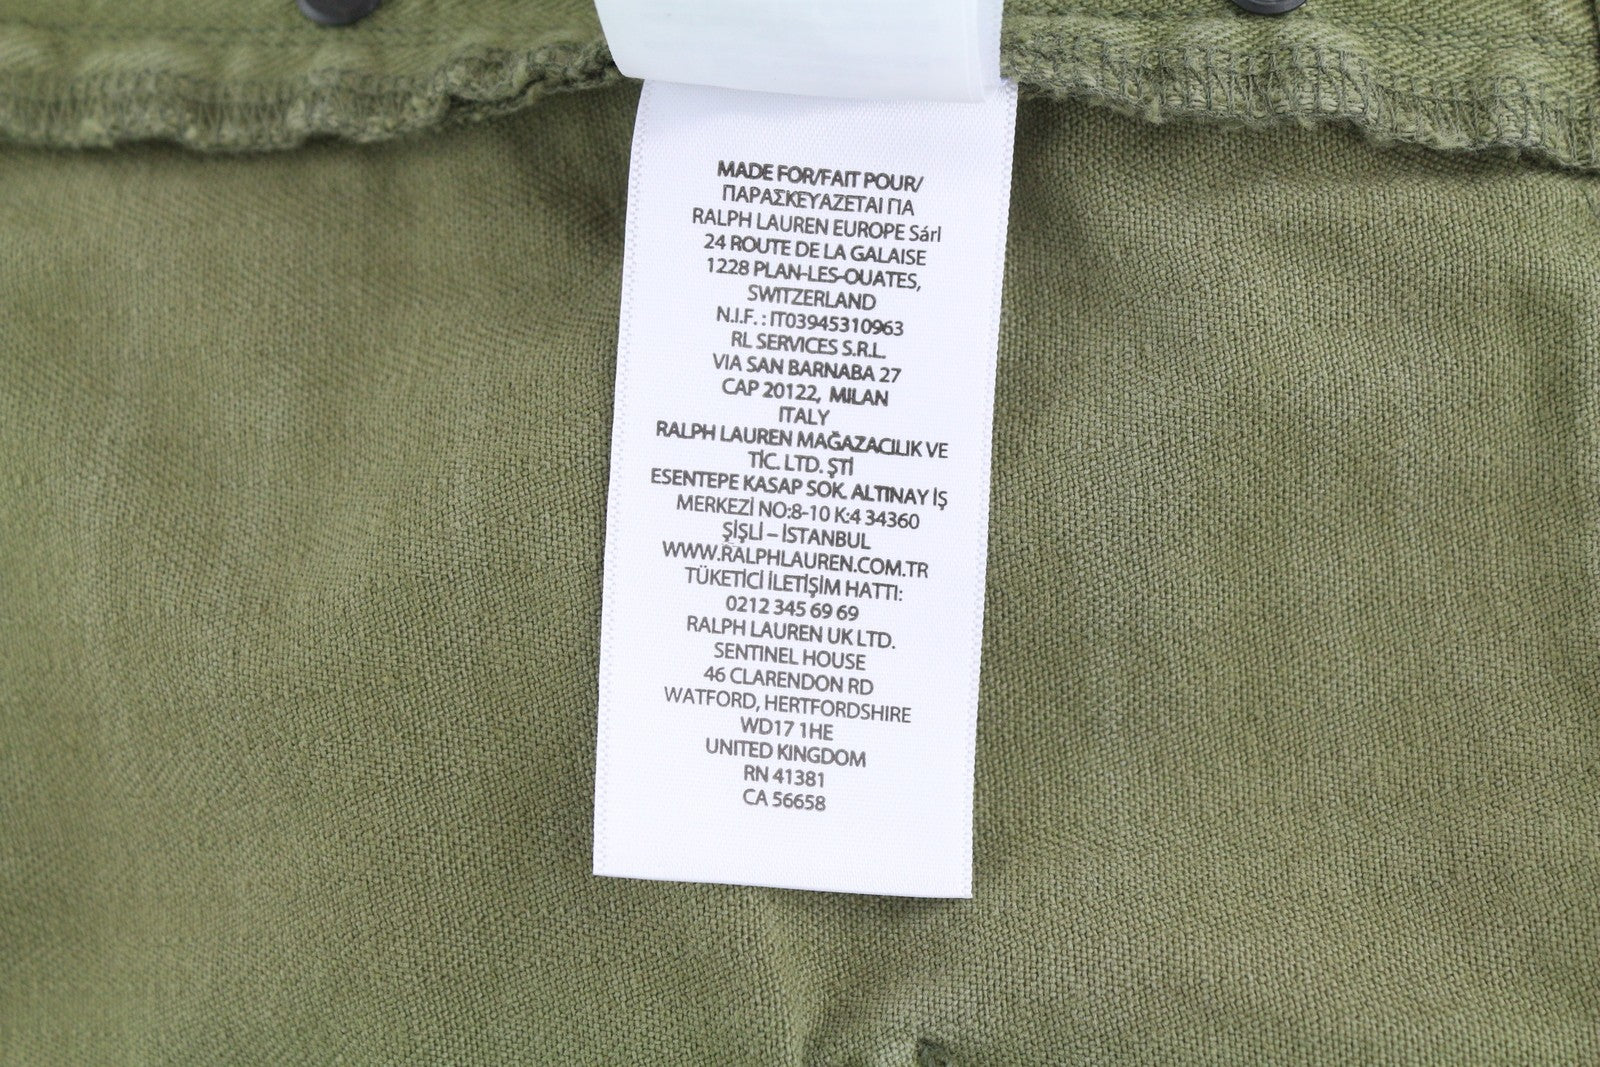 MADE FOR/FAIT POUR/
ΠΑΡΑΣΚΕΥΑΖΕΤΑΙ ΓΙΑ
RALPH LAUREN EUROPE Sárl
24 ROUTE DE LA GALAISE
1228 PLAN-LES-OUATES,
SWITZERLAND
N.I.F. : IT03945310963
RL SERVICES S.R.L.
VIA SAN BARNABA 27
CAP 20122, MILAN
ITALY
RALPH LAUREN MAĞAZACILIK VE
TİC. LTD. ŞTİ
ESENTEPE KASAP SOK. ALTINAY İŞ
MERKEZİ NO:8-10 K:4 34360
ŞİŞLİ – İSTANBUL
WWW.RALPHLAUREN.COM.TR
TÜKETİCİ İLETİŞİM HATTI:
0212 345 69 69
RALPH LAUREN UK LTD.
SENTINEL HOUSE
46 CLARENDON RD
WATFORD, HERTFORDSHIRE
WD17 1HE
UNITED KINGDOM
RN 41381
CA 56658